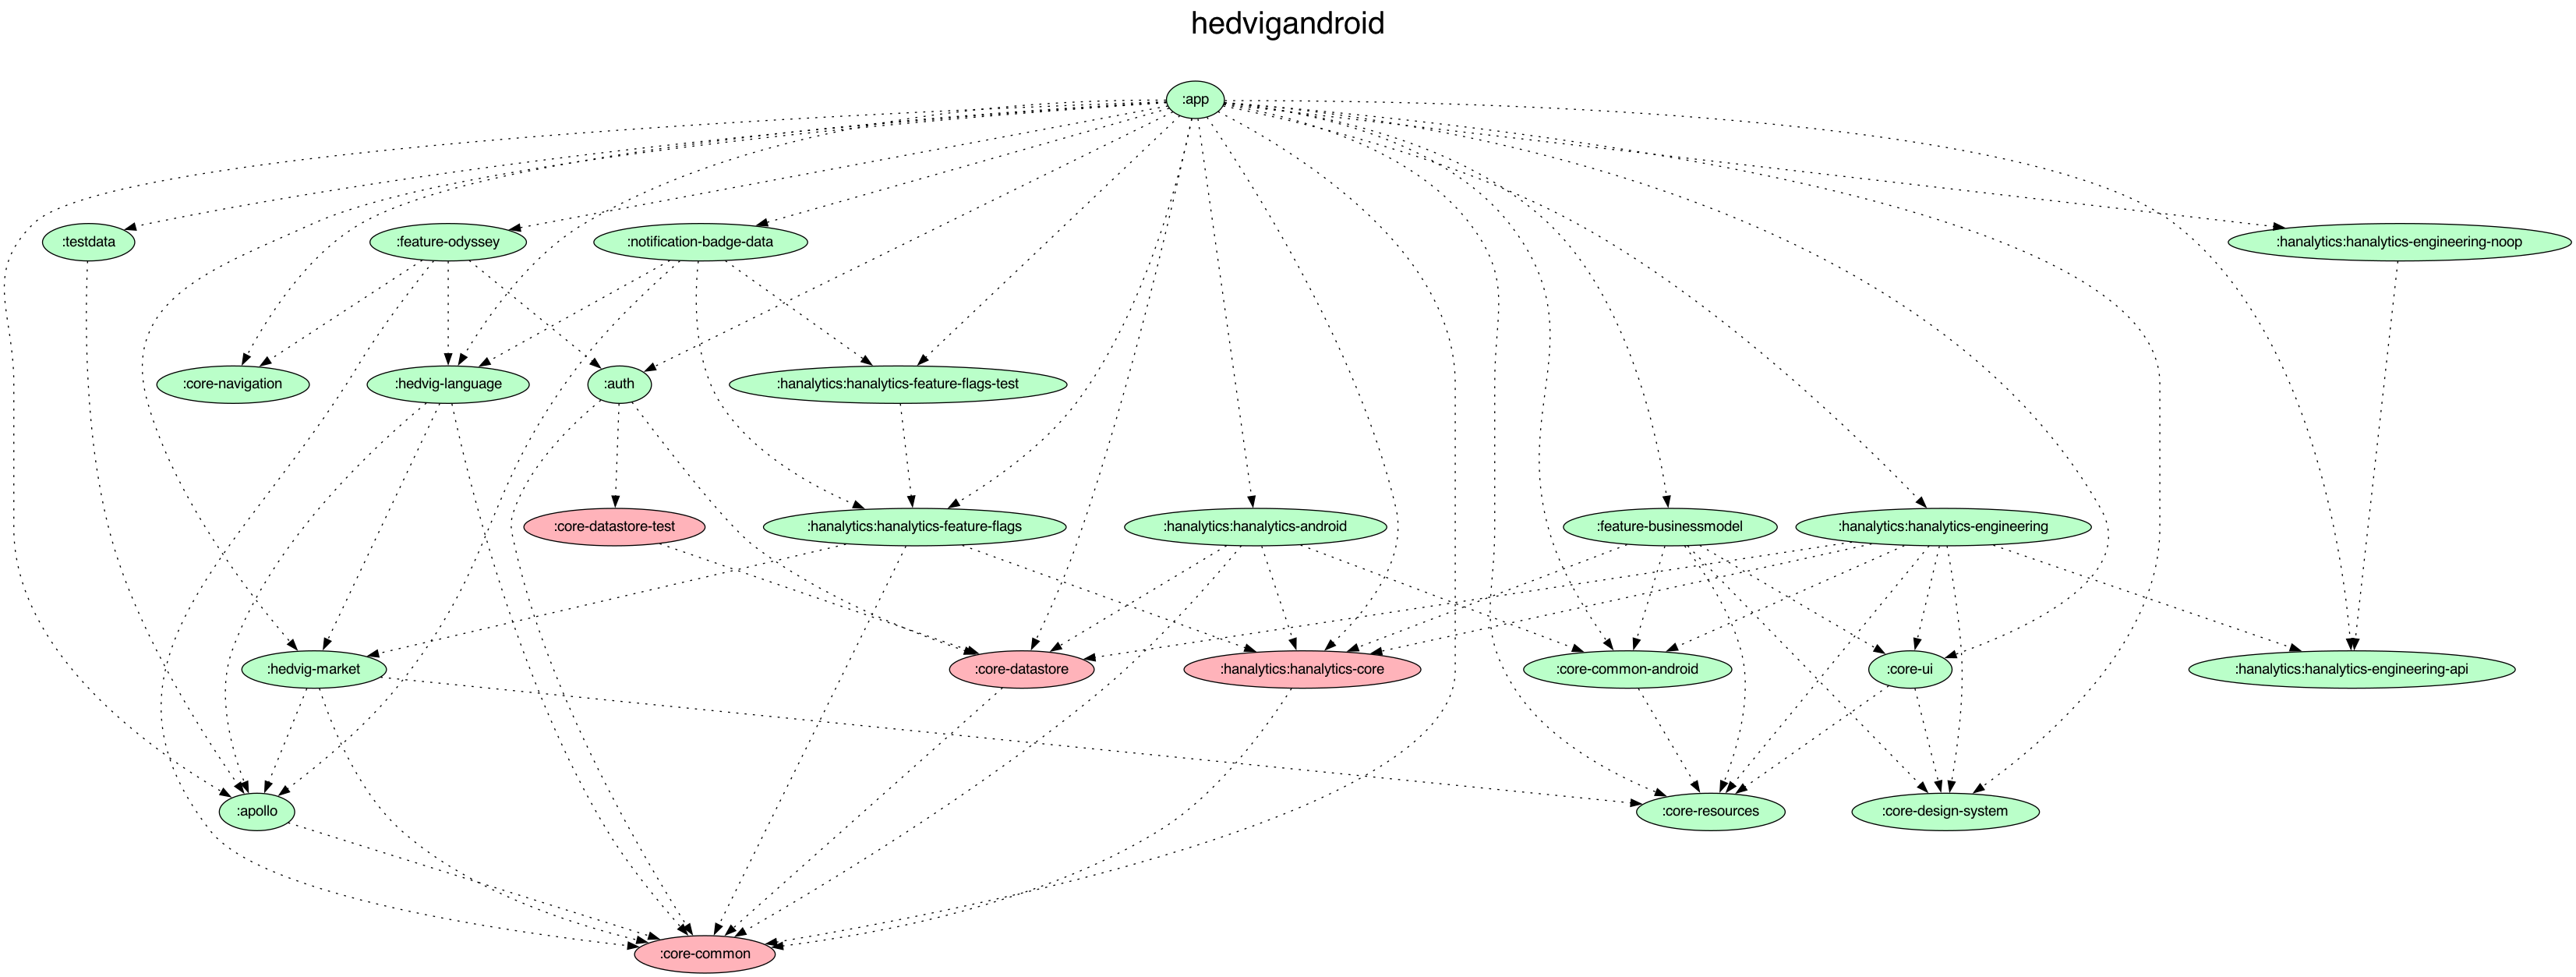 hedvigandroid
:app
:testdata
:feature-odyssey
:notification-badge-data
:hanalytics:hanalytics-engineering-noop
:core-navigation
:hedvig-language
:auth
:hanalytics:hanalytics-feature-flags-test
:core-datastore-test
:hanalytics:hanalytics-feature-flags
:hanalytics:hanalytics-android
:feature-businessmodel
:hanalytics:hanalytics-engineering
:hedvig-market
:core-datastore
:hanalytics:hanalytics-core
:core-common-android
:core-ui
:hanalytics:hanalytics-engineering-api
:apollo
:core-resources
:core-design-system
:core-common